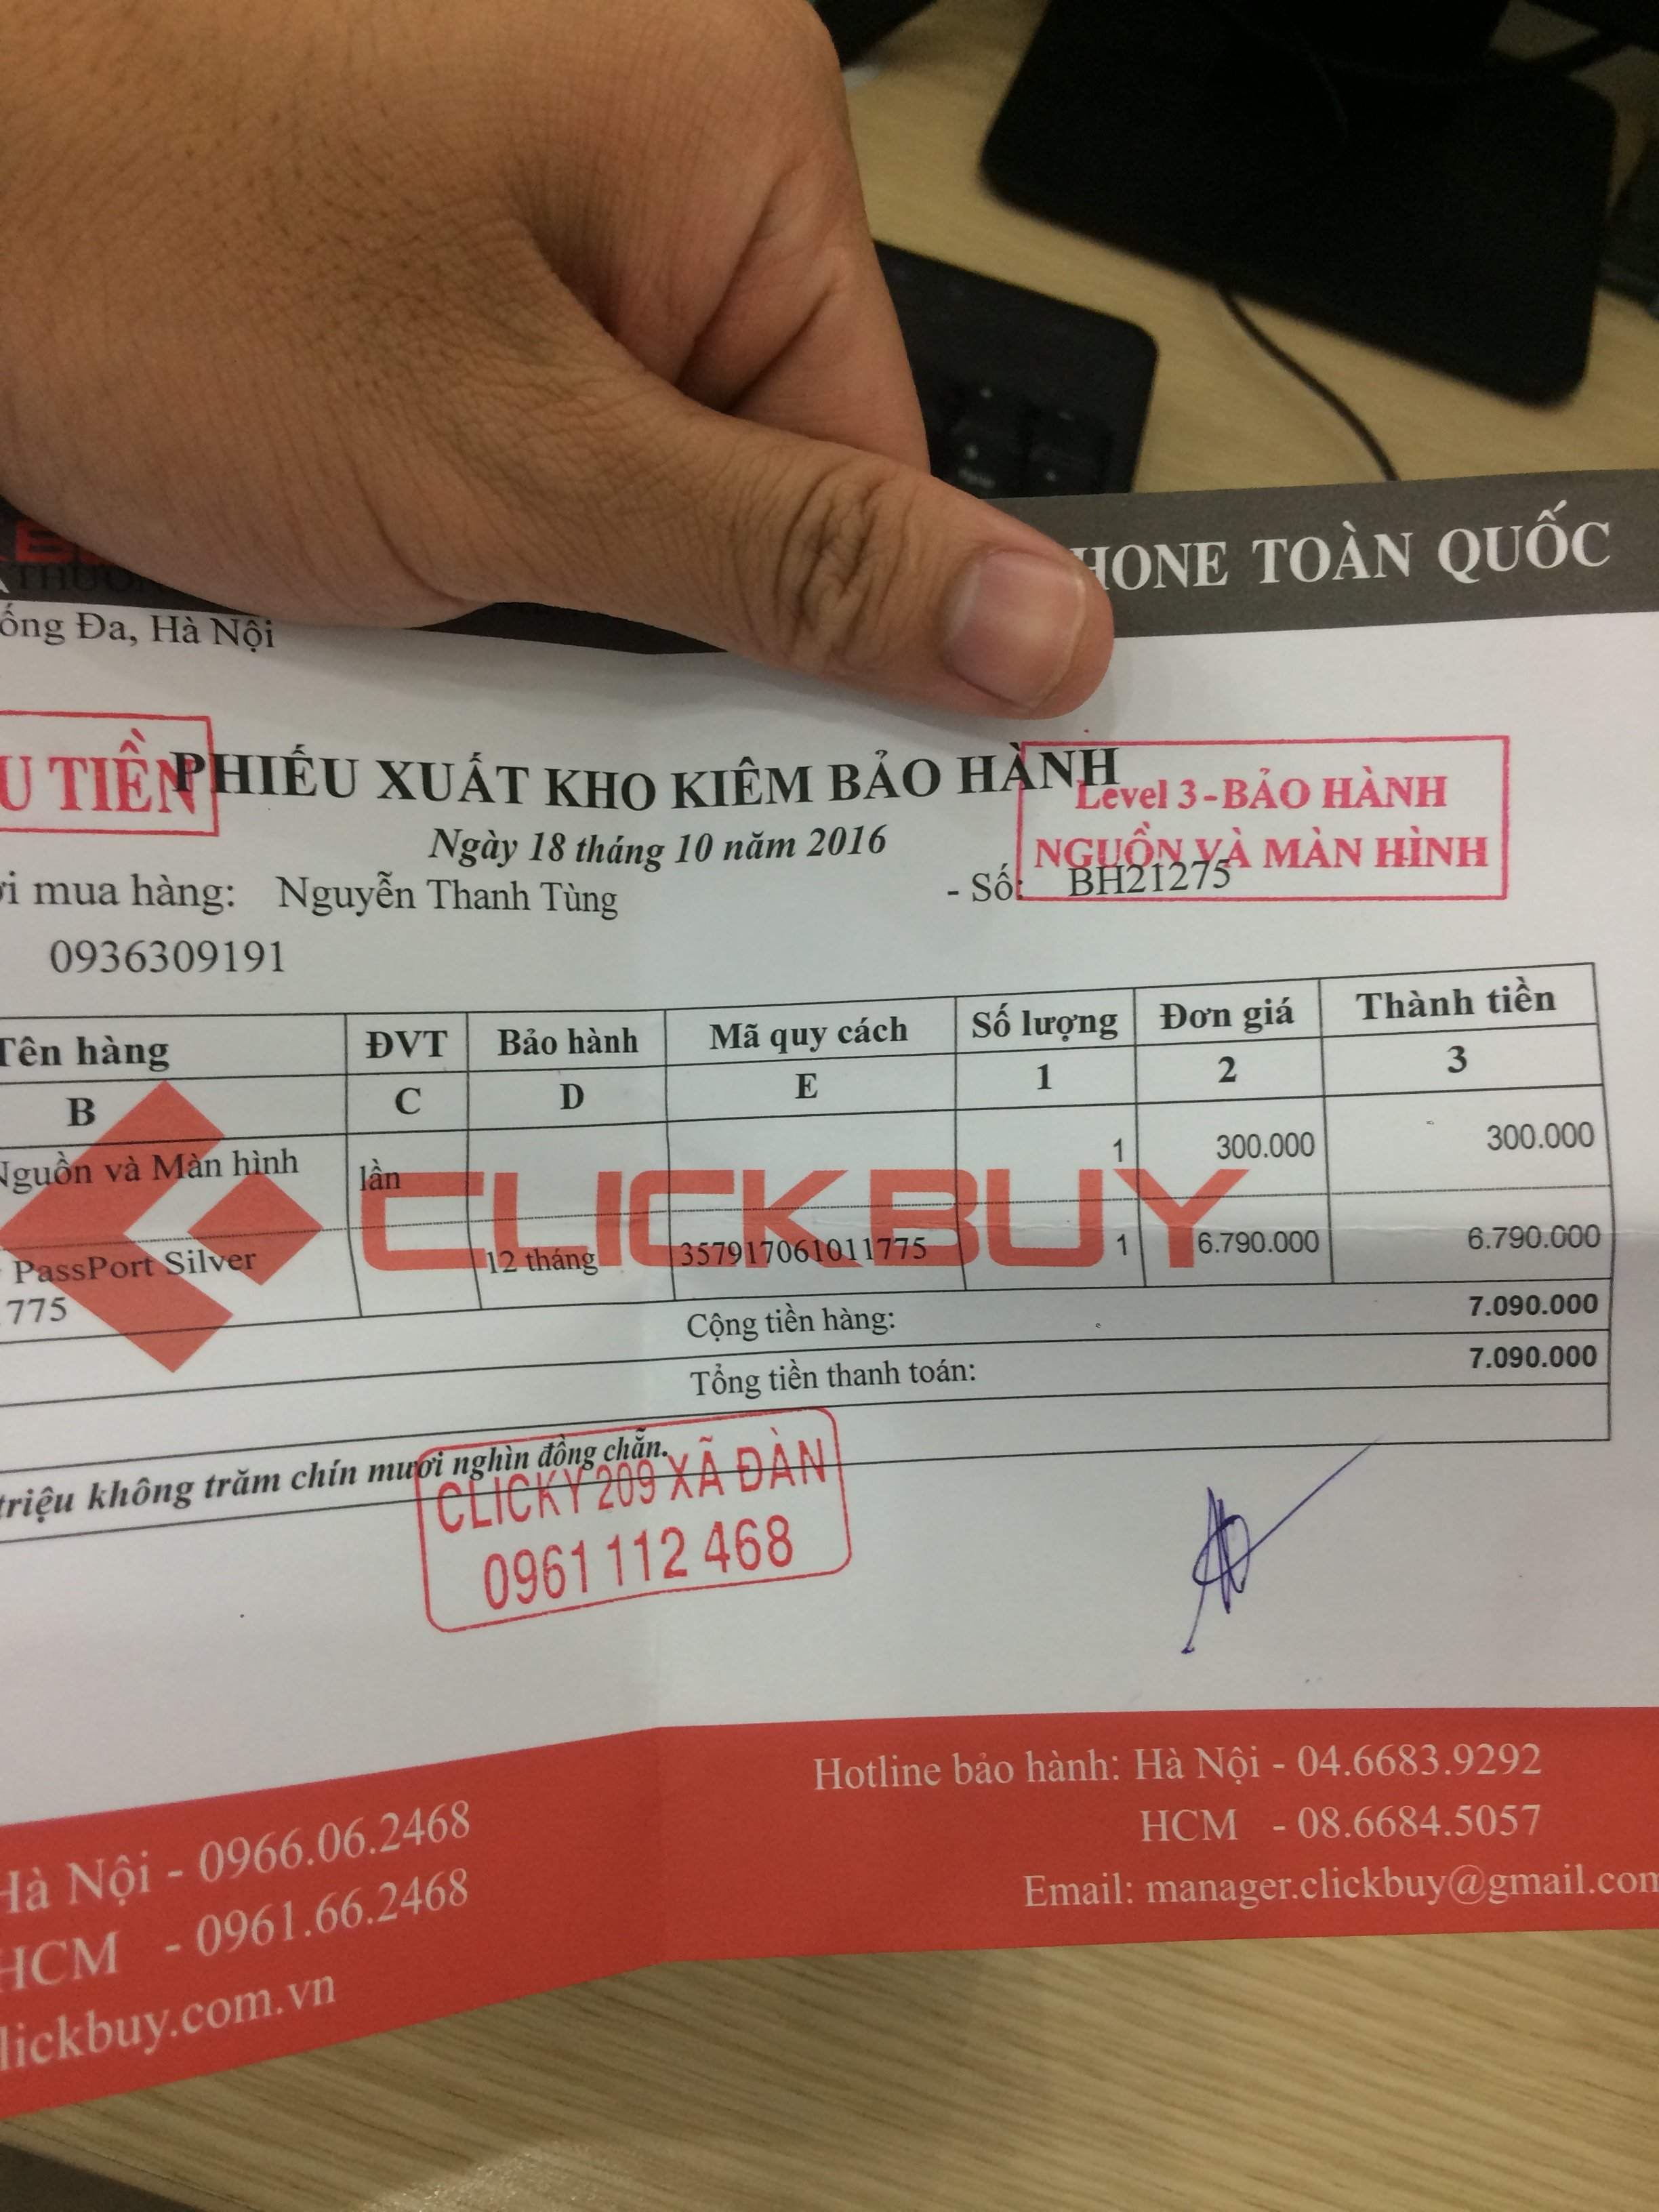 HONE TOÀN QUỐC
ống Đa, Hà Nội
U TIỀN
PHIẾU XUẤT KHO KIÊM BẢO HÀNH
Level 3-BẢO HÀNH
NGUỒN VÀ MÀN HÌNH
Ngày 18 tháng 10 năm 2016
i mua hàng: Nguyễn Thanh Tùng - Số: BH21275
0936309191
Tên hàng ĐVT Bảo hành Mã quy cách Số lượng Đơn giá Thành tiền
B C D E 1 2 3
Nguồn và Màn hình lần 1 300.000 300.000
CLICKBUY
PassPort Silver 12 tháng 357917061011775 1 6.790.000 6.790.000
775
Cộng tiền hàng: 7.090.000
Tổng tiền thanh toán: 7.090.000
triệu không trăm chín mươi nghìn đồng chẵn.
CLICKY 209 XÃ ĐÀN
0961 112 468
Hotline bảo hành: Hà Nội - 04.6683.9292
HCM - 08.6684.5057
Email: manager.clickbuy@gmail.com
Hà Nội - 0966.06.2468
HCM - 0961.66.2468
lickbuy.com.vn